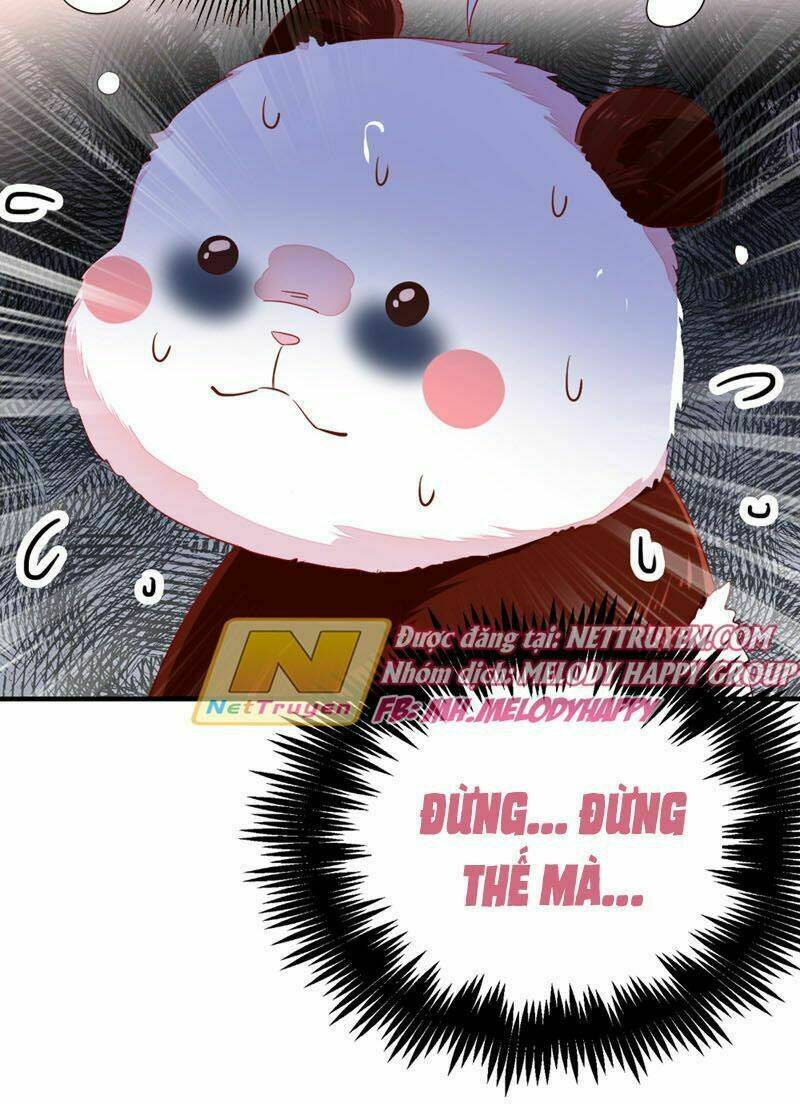 Được đăng tại: NETTRUYEN.COM
Nhóm dịch: MELODY HAPPY GROUP
FB: MH.MELODYHAPPY
N
NetTruyen
ĐỪNG... ĐỪNG
THẾ MÀ...